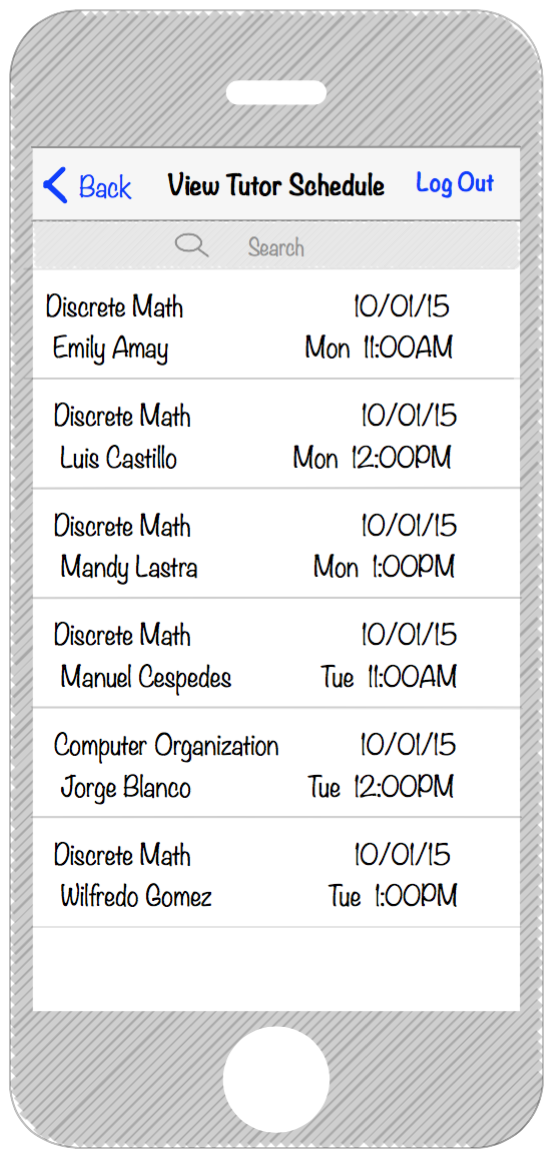 Back View Tutor Schedule Log Out
Search
Discrete Math 10/01/15
Emily Amay Mon 11:00AM
Discrete Math 10/01/15
Luis Castillo Mon 12:00PM
Discrete Math 10/01/15
Mandy Lastra Mon 1:00PM
Discrete Math 10/01/15
Manuel Cespedes Tue 11:00AM
Computer Organization 10/01/15
Jorge Blanco Tue 12:00PM
Discrete Math 10/01/15
Wilfredo Gomez Tue 1:00PM